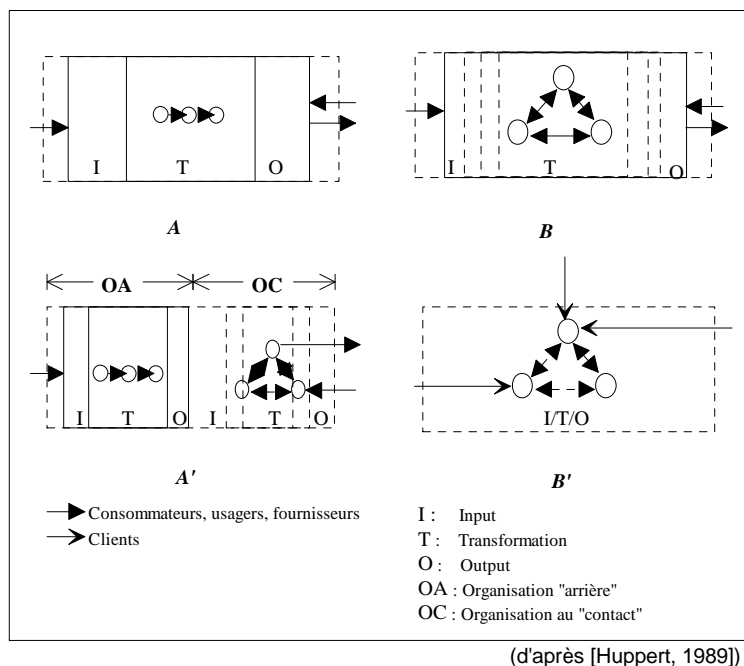 I T O
A
I T O
B
OA OC
I T O I T O
A'
I/T/O
B'
Consommateurs, usagers, fournisseurs
Clients
I : Input
T : Transformation
O : Output
OA : Organisation "arrière"
OC : Organisation au "contact"
(d'après [Huppert, 1989])